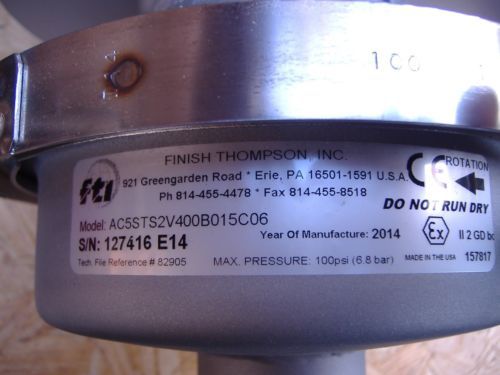 100
FINISH THOMPSON, INC.
fti 921 Greengarden Road * Erie, PA 16501-1591 U.S.A.
Ph 814-455-4478 * Fax 814-455-8518
CE ROTATION
DO NOT RUN DRY
Model: AC5STS2V400B015C06
S/N: 127416 E14
Year Of Manufacture: 2014
Ex II 2 GD
Tech. File Reference # 82905
MAX. PRESSURE: 100psi (6.8 bar)
MADE IN THE USA 157817